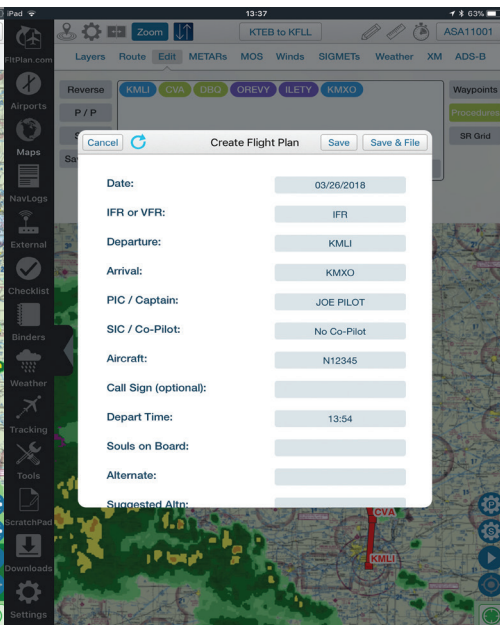 iPad 13:37 63%
Zoom KTEB to KFLL ASA11001
FltPlan.com
Layers Route Edit METARs MOS Winds SIGMETs Weather XM ADS-B
Reverse KMLI CVA DBQ OREVY ILETY KMXO Waypoints
Airports
P / P Procedures
SR Grid
Maps
Cancel Create Flight Plan Save Save & File
Date: 03/26/2018
NavLogs
IFR or VFR: IFR
Departure: KMLI
External
Arrival: KMXO
Checklist
PIC / Captain: JOE PILOT
SIC / Co-Pilot: No Co-Pilot
Binders
Aircraft: N12345
Weather
Call Sign (optional):
Depart Time: 13:54
Tracking
Souls on Board:
Tools
Alternate:
Suggested Altn:
CVA
ScratchPad
KMLI
Downloads
Settings